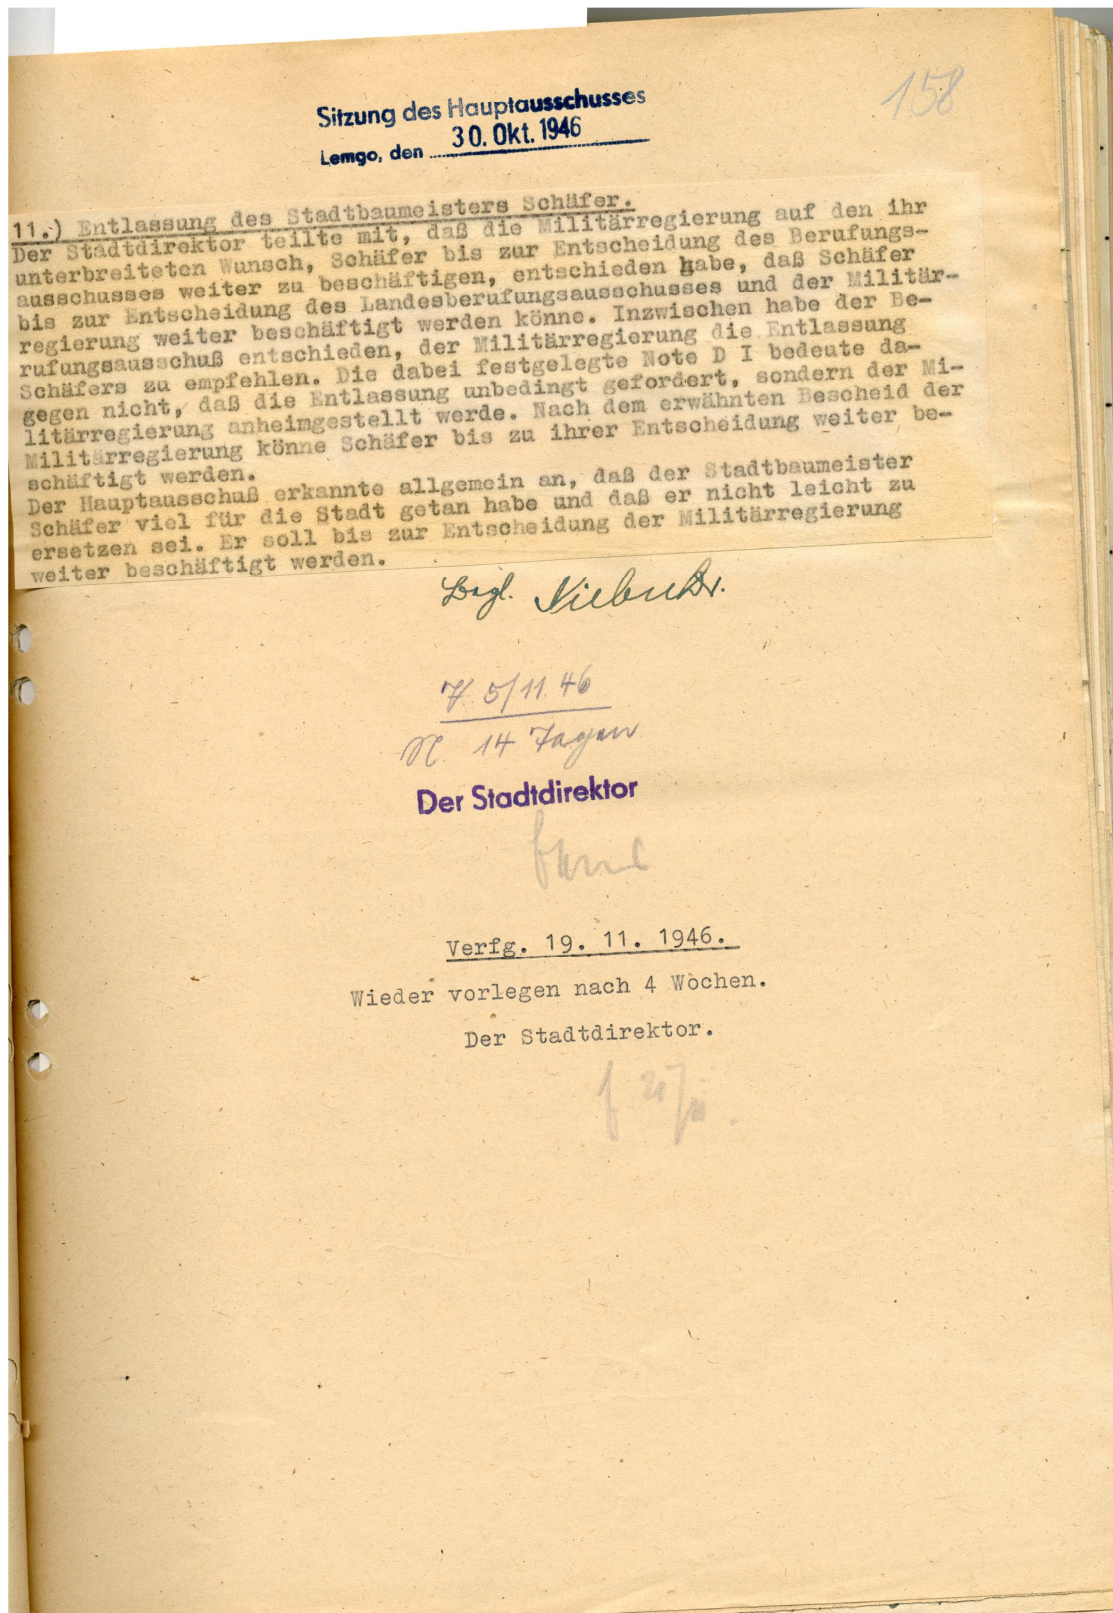 158
Sitzung des Hauptausschusses
Lemgo, den 30. Okt. 1946
11.) Entlassung des Stadtbaumeisters Schäfer.
Der Stadtdirektor teilte mit, daß die Militärregierung auf den ihr
unterbreiteten Wunsch, Schäfer bis zur Entscheidung des Berufungs-
ausschusses weiter zu beschäftigen, entschieden habe, daß Schäfer
bis zur Entscheidung des Landesberufungsausschusses und der Militär-
regierung weiter beschäftigt werden könne. Inzwischen habe der Be-
rufungsausschuß entschieden, der Militärregierung die Entlassung
Schäfers zu empfehlen. Die dabei festgelegte Note D I bedeute da-
gegen nicht, daß die Entlassung unbedingt gefordert, sondern der Mi-
litärregierung anheimgestellt werde. Nach dem erwähnten Bescheid der
Militärregierung könne Schäfer bis zu ihrer Entscheidung weiter be-
schäftigt werden.
Der Hauptausschuß erkannte allgemein an, daß der Stadtbaumeister
Schäfer viel für die Stadt getan habe und daß er nicht leicht zu
ersetzen sei. Er soll bis zur Entscheidung der Militärregierung
weiter beschäftigt werden.
V. 5/11. 46
N. 14 Tagen
Der Stadtdirektor
Verfg. 19. 11. 1946.
Wieder vorlegen nach 4 Wochen.
Der Stadtdirektor.